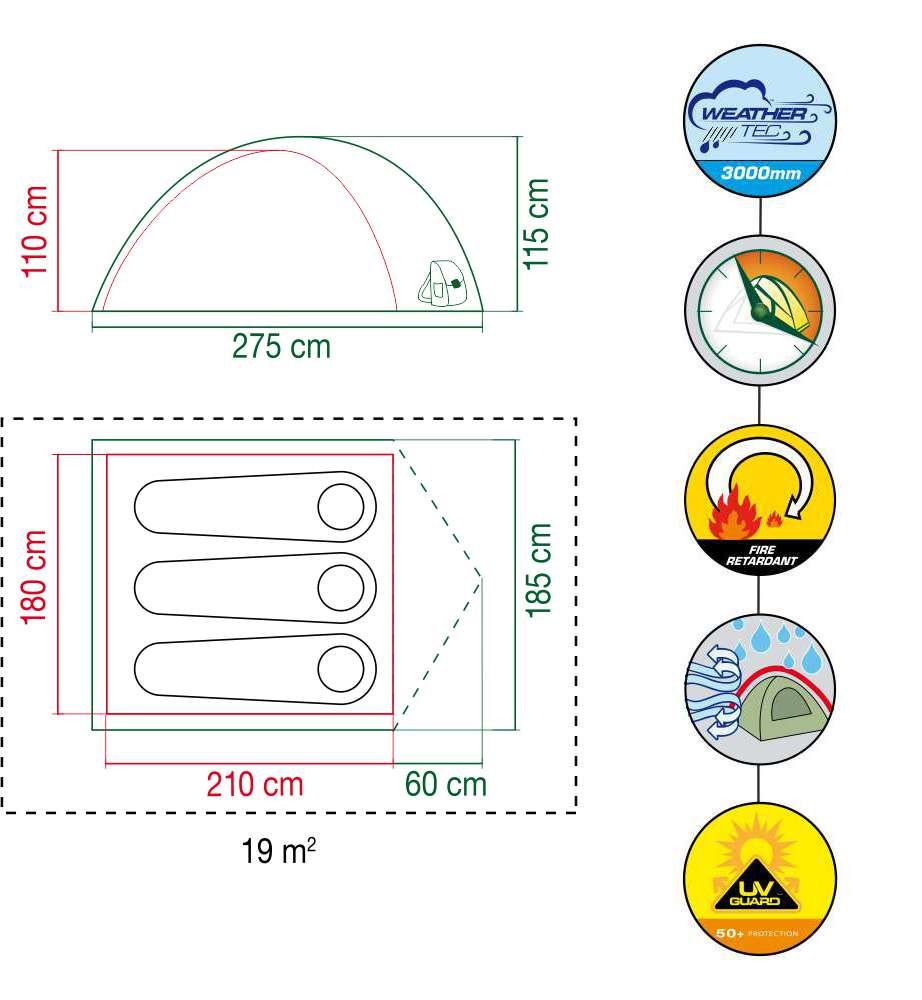 110 cm
115 cm
275 cm
180 cm
185 cm
210 cm
60 cm
19 m²
WEATHER
TEC
3000mm
FIRE
RETARDANT
UV
GUARD
50+ PROTECTION